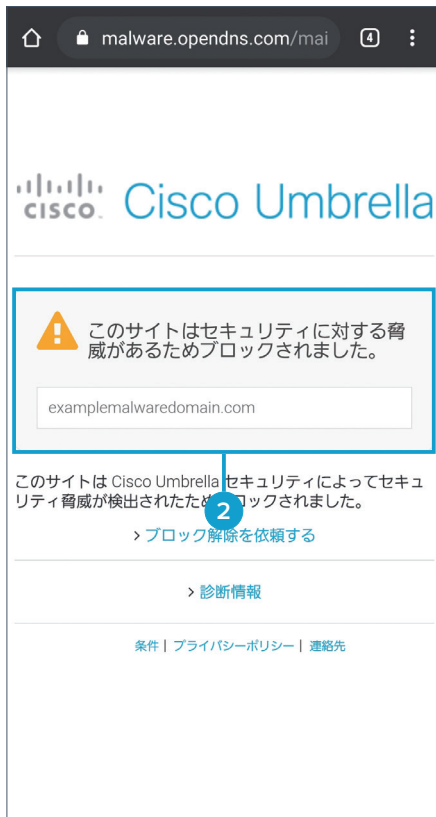 malware.opendns.com/mai
4
cisco. Cisco Umbrella
このサイトはセキュリティに対する脅
威があるためブロックされました。
examplemalwaredomain.com
このサイトは Cisco Umbrella セキュリティによってセキュ
リティ脅威が検出されたため ロックされました。
2
> ブロック解除を依頼する
> 診断情報
条件 | プライバシーポリシー | 連絡先